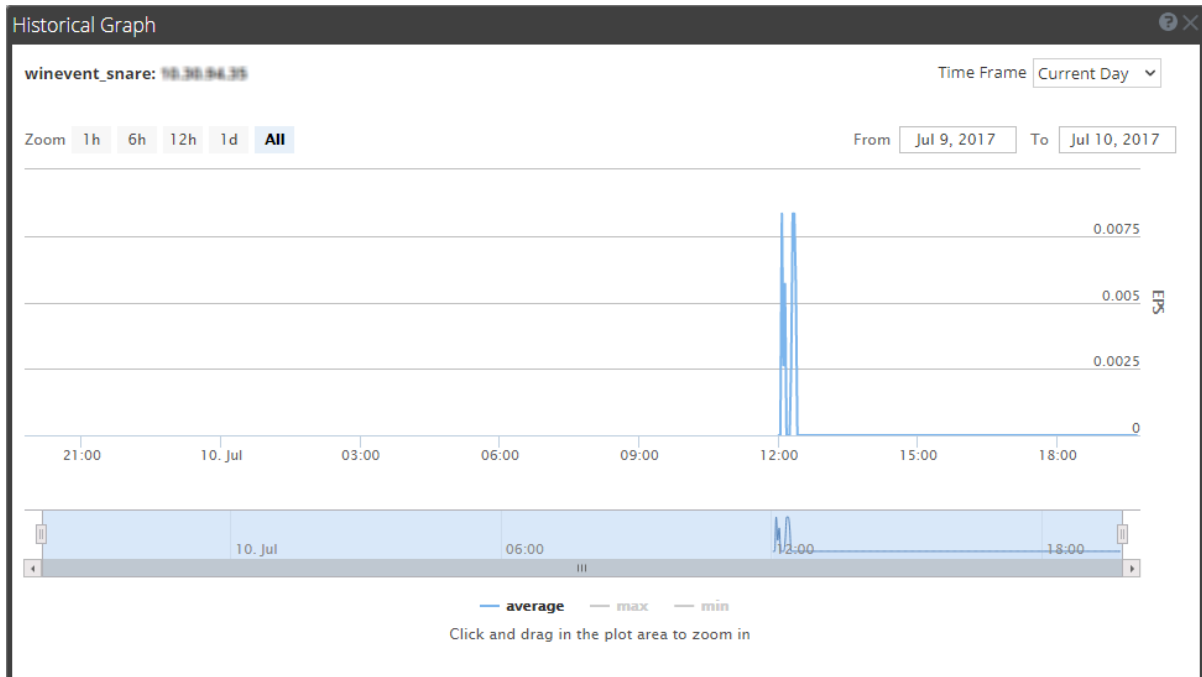 Historical Graph
winevent_snare:
Time Frame Current Day
Zoom 1h 6h 12h 1d All
From Jul 9, 2017 To Jul 10, 2017
0.0075
0.005
EPS
0.0025
0
21:00 10. Jul 03:00 06:00 09:00 12:00 15:00 18:00
10. Jul 06:00 12:00 18:00
average max min
Click and drag in the plot area to zoom in